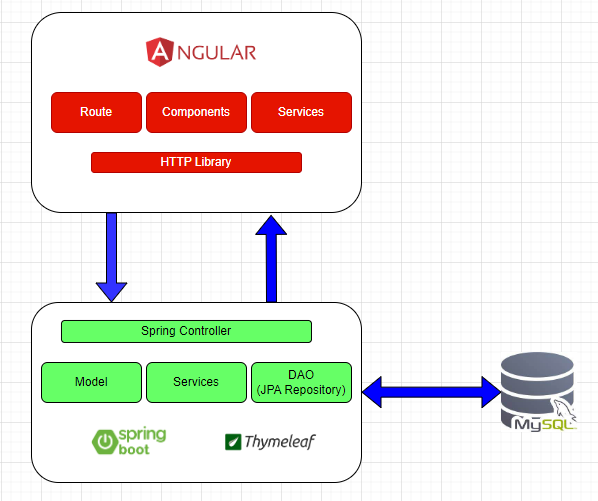 ANGULAR
Route
Components
Services
HTTP Library
Spring Controller
Model
Services
DAO
(JPA Repository)
spring
boot
Thymeleaf
MySQL